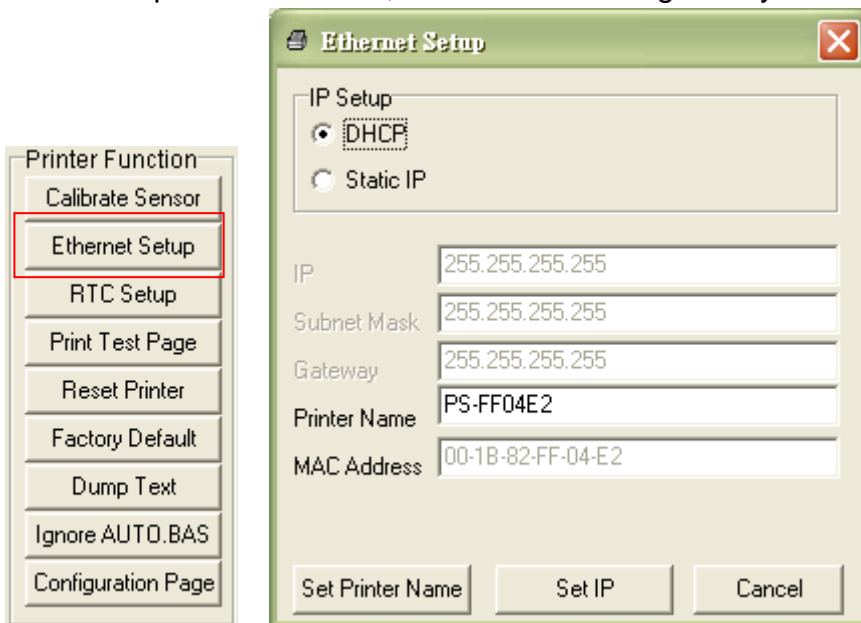 Ethernet Setup
IP Setup
DHCP
Static IP
Printer Function
Calibrate Sensor
Ethernet Setup
RTC Setup
Print Test Page
Reset Printer
Factory Default
Dump Text
Ignore AUTO.BAS
Configuration Page
IP 255.255.255.255
Subnet Mask 255.255.255.255
Gateway 255.255.255.255
Printer Name PS-FF04E2
MAC Address 00-1B-82-FF-04-E2
Set Printer Name Set IP Cancel